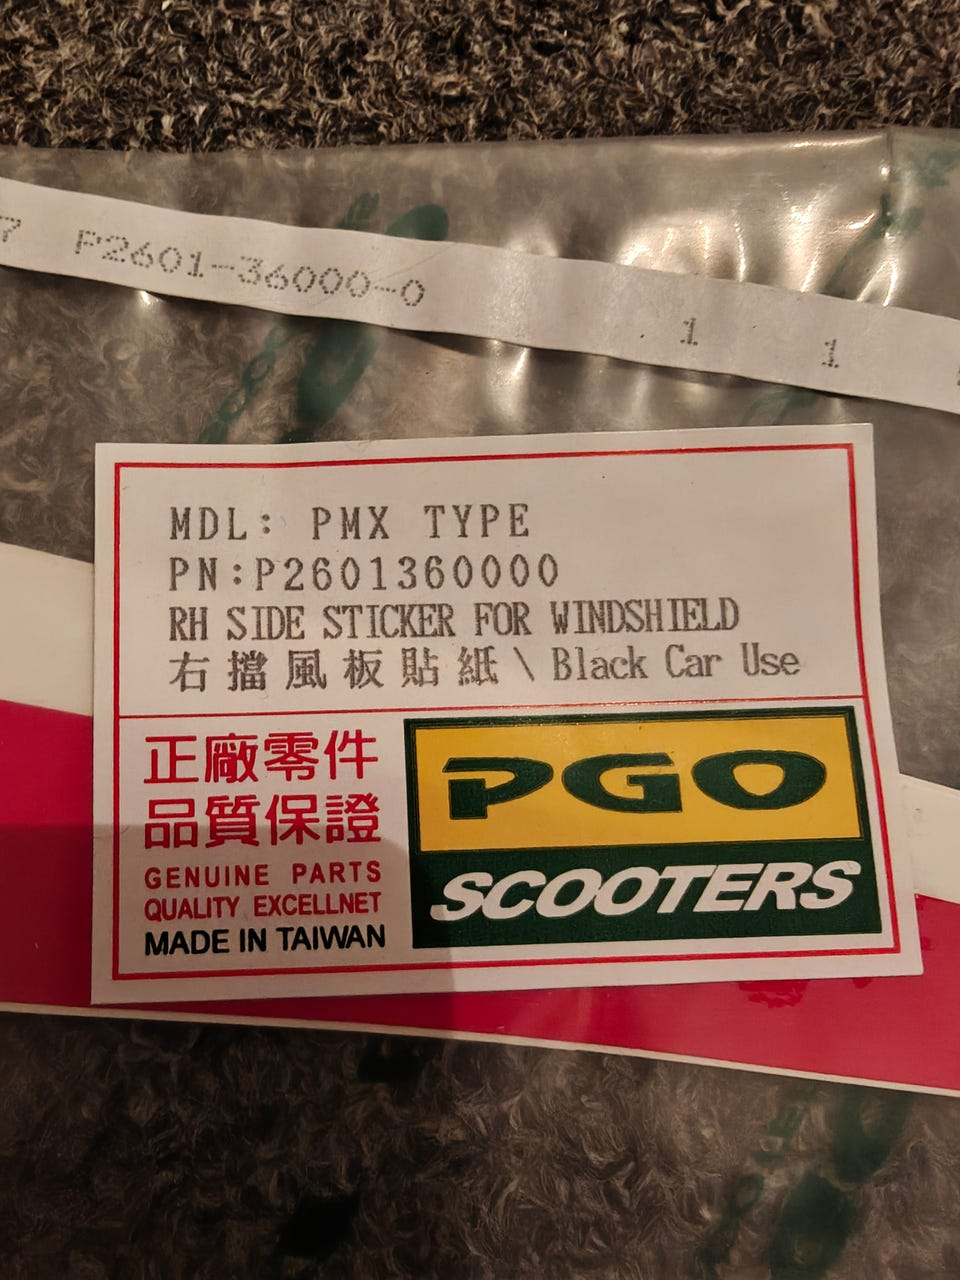 7 P2601-36000-0 1 1
MDL: PMX TYPE
PN:P2601360000
RH SIDE STICKER FOR WINDSHIELD
右擋風板貼紙\Black Car Use
正廠零件
品質保證
GENUINE PARTS
QUALITY EXCELLNET
MADE IN TAIWAN
PGO
SCOOTERS